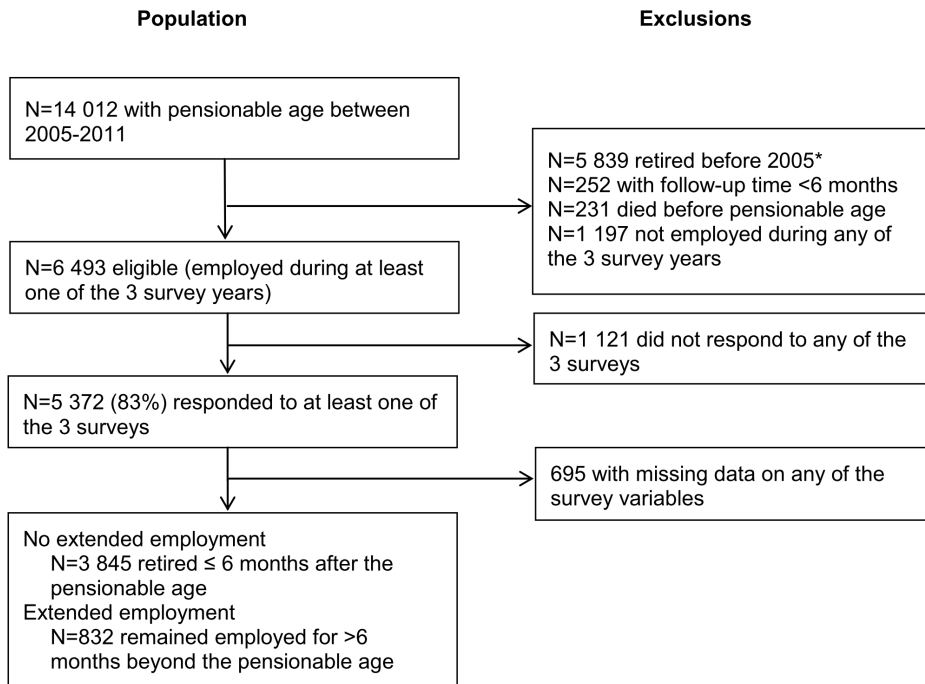 Population
Exclusions
N=14 012 with pensionable age between
2005-2011
N=5 839 retired before 2005*
N=252 with follow-up time <6 months
N=231 died before pensionable age
N=1 197 not employed during any of
the 3 survey years
N=6 493 eligible (employed during at least
one of the 3 survey years)
N=1 121 did not respond to any of the
3 surveys
N=5 372 (83%) responded to at least one of
the 3 surveys
695 with missing data on any of the
survey variables
No extended employment
N=3 845 retired ≤ 6 months after the
pensionable age
Extended employment
N=832 remained employed for >6
months beyond the pensionable age